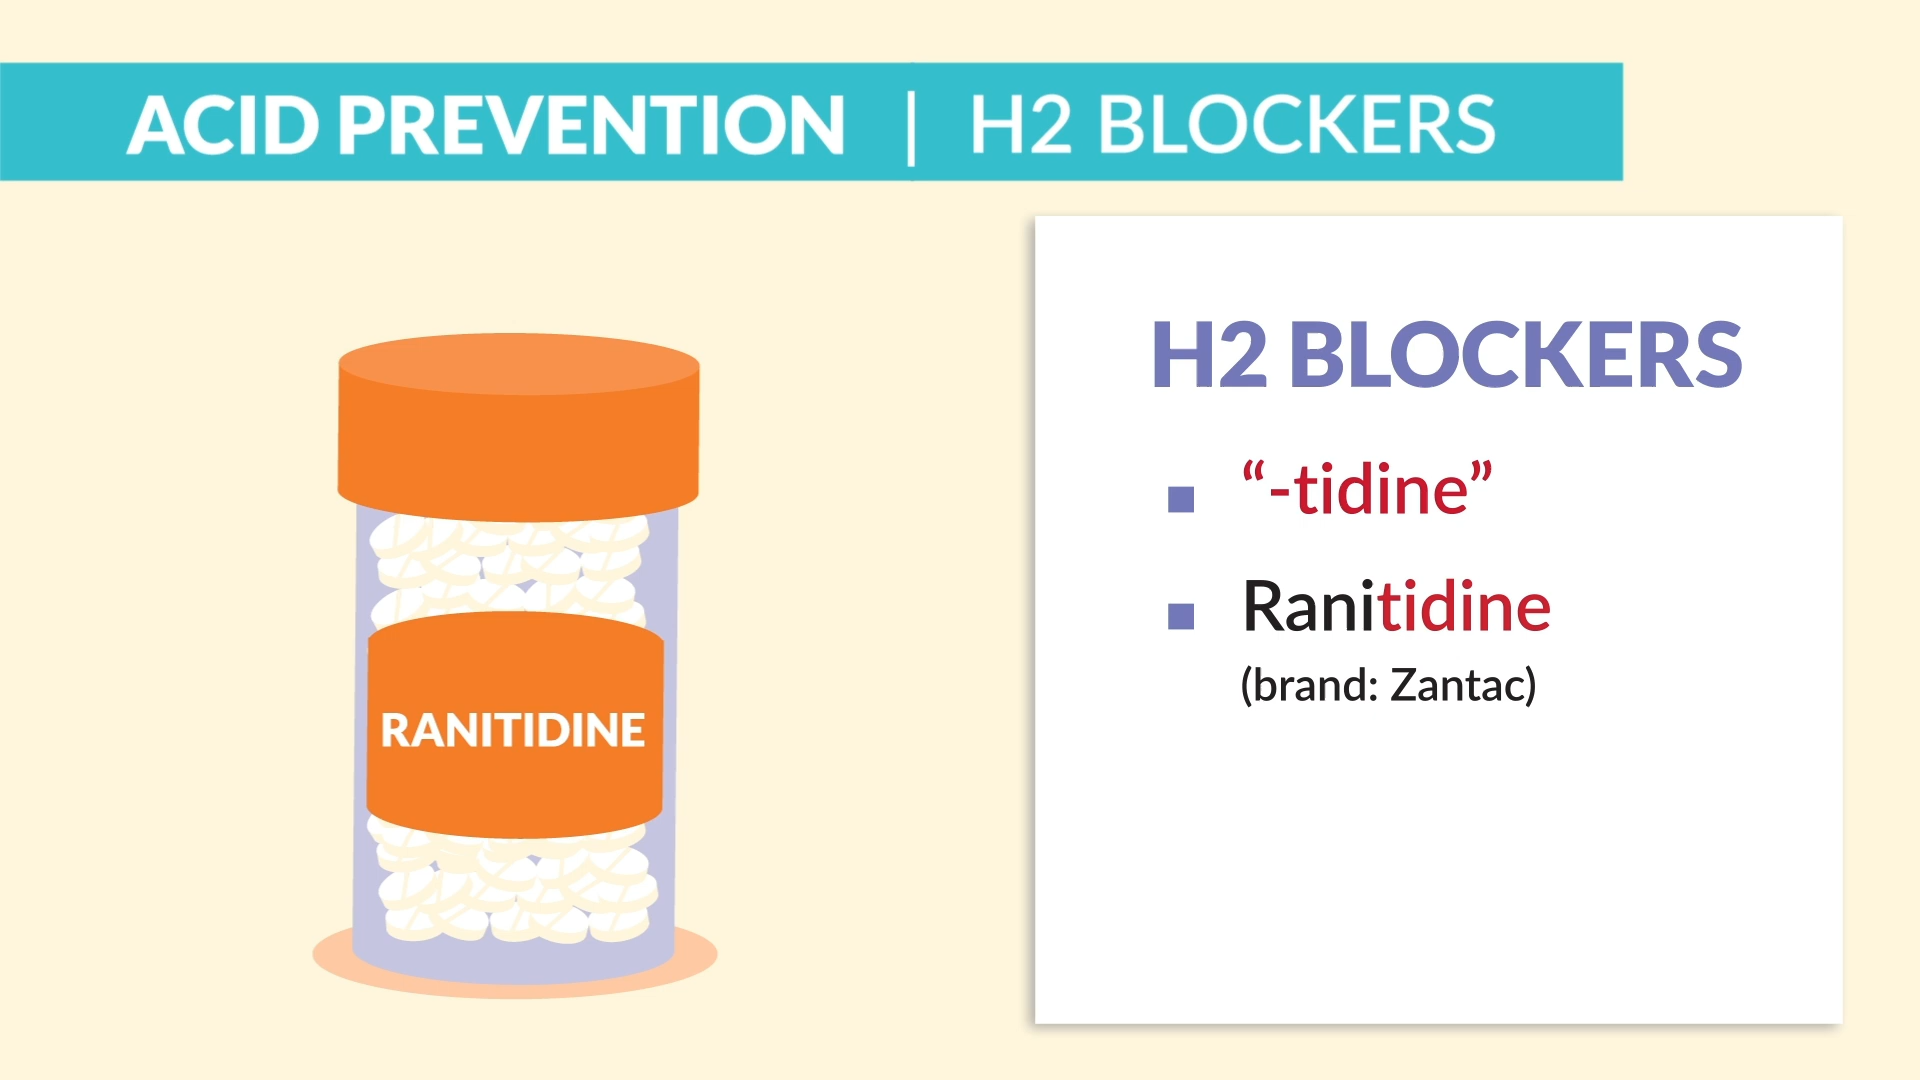 ACID PREVENTION | H2 BLOCKERS
H2 BLOCKERS
▪ “-tidine”
▪ Ranitidine
(brand: Zantac)
RANITIDINE